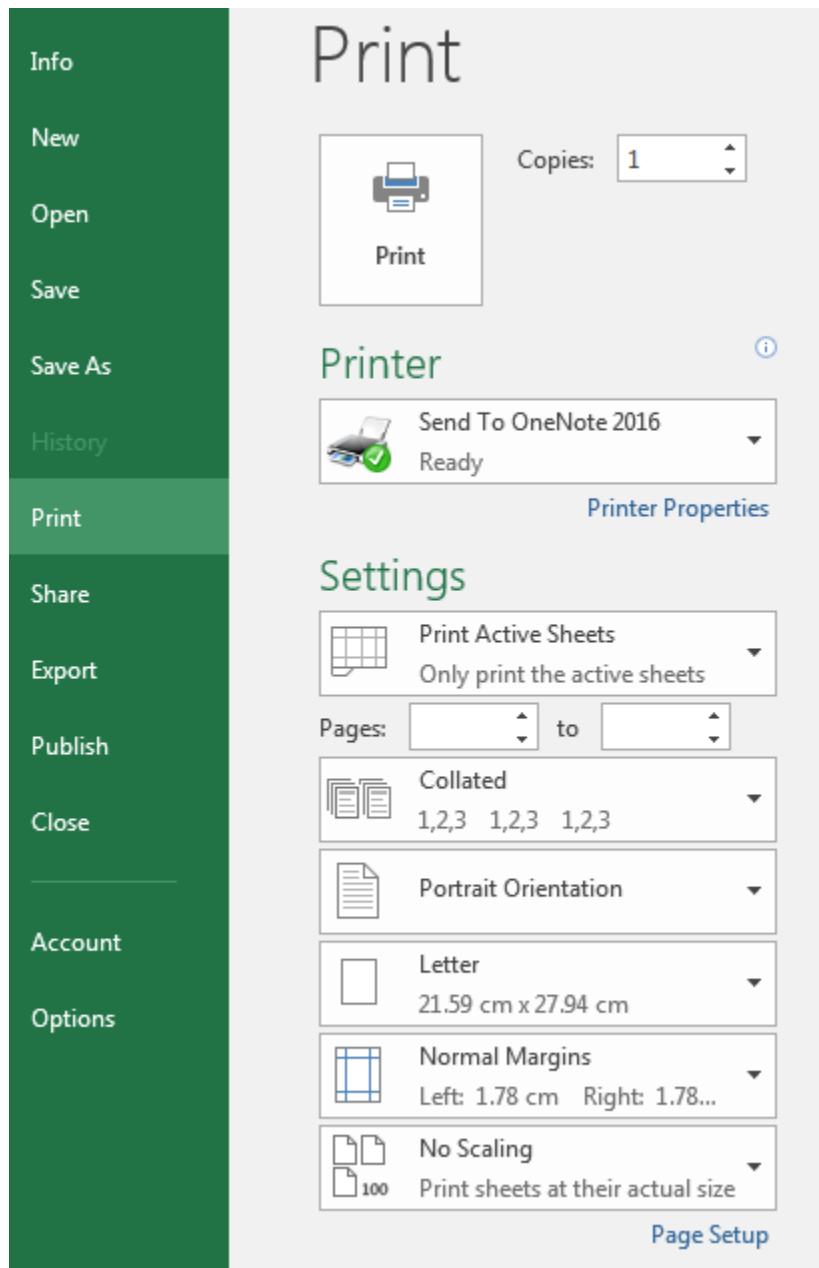 Info
New
Open
Save
Save As
History
Print
Share
Export
Publish
Close
Account
Options
Print
Print
Copies: 1
Printer
Send To OneNote 2016
Ready
Printer Properties
Settings
Print Active Sheets
Only print the active sheets
Pages: to
Collated
1,2,3 1,2,3 1,2,3
Portrait Orientation
Letter
21.59 cm x 27.94 cm
Normal Margins
Left: 1.78 cm Right: 1.78...
No Scaling
100 Print sheets at their actual size
Page Setup